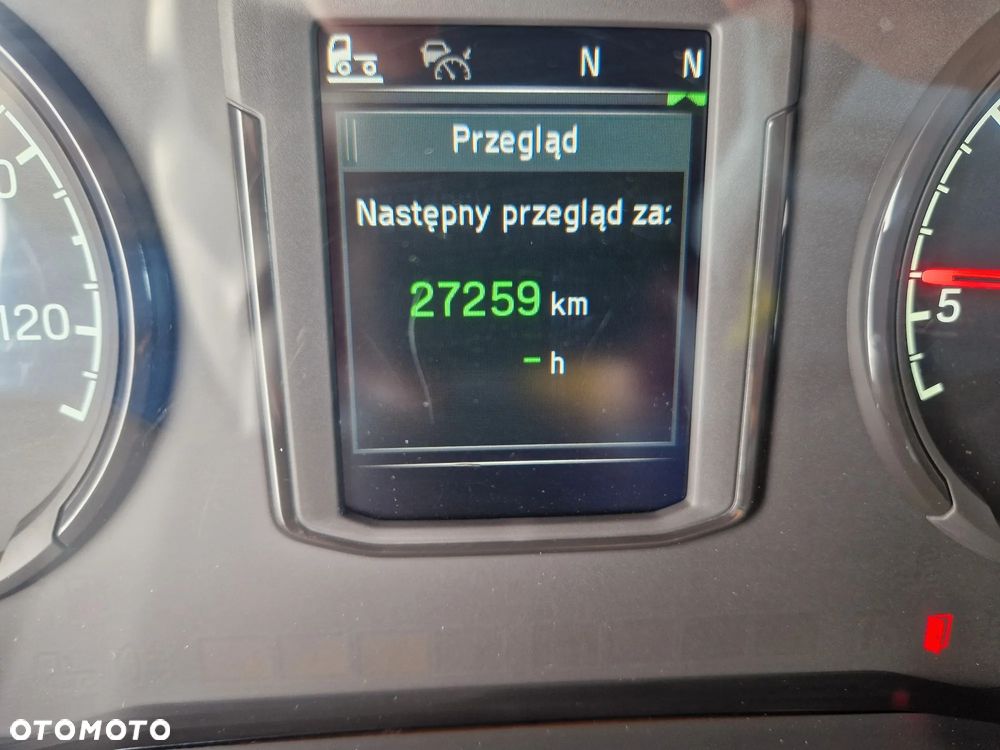 N N
Przegląd
Następny przegląd za:
27259 km
- h
120
5
OTOMOTO